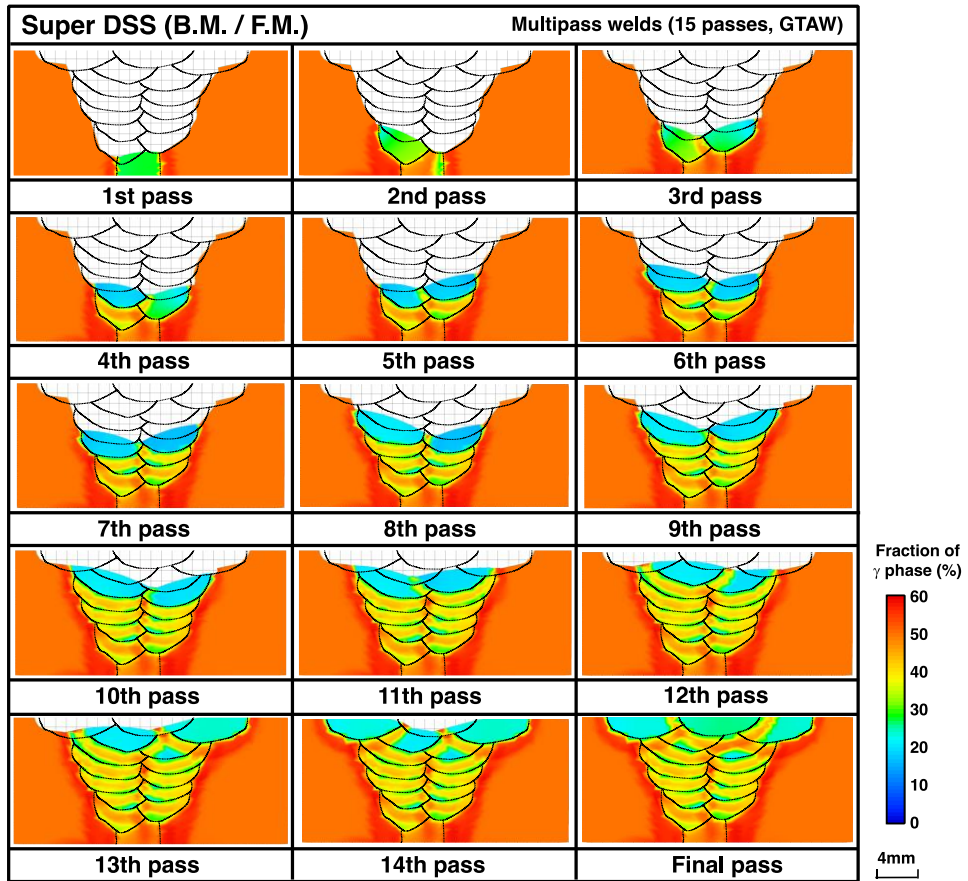 Super DSS (B.M. / F.M.)
Multipass welds (15 passes, GTAW)
1st pass
2nd pass
3rd pass
4th pass
5th pass
6th pass
7th pass
8th pass
9th pass
10th pass
11th pass
12th pass
13th pass
14th pass
Final pass
Fraction of
γ phase (%)
60
50
40
30
20
10
0
4mm